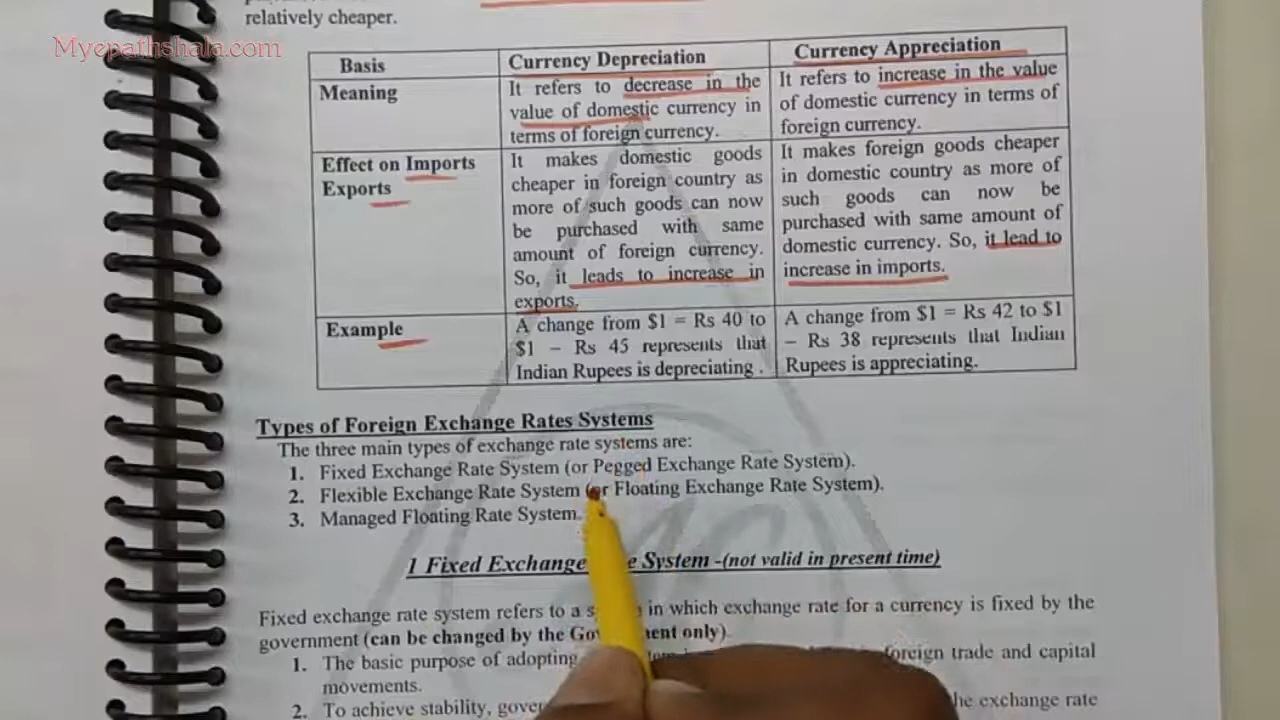 relatively cheaper.
Myepathshala.com
Basis
Currency Depreciation
Currency Appreciation
Meaning
It refers to decrease in the
value of domestic currency in
terms of foreign currency.
It refers to increase in the value
of domestic currency in terms of
foreign currency.
Effect on Imports
Exports
It makes domestic goods
cheaper in foreign country as
more of such goods can now
be purchased with same
amount of foreign currency.
So, it leads to increase in
exports.
It makes foreign goods cheaper
in domestic country as more of
such goods can now be
purchased with same amount of
domestic currency. So, it lead to
increase in imports.
Example
A change from $1 = Rs 40 to
$1 – Rs 45 represents that
Indian Rupees is depreciating .
A change from $1 = Rs 42 to $1
– Rs 38 represents that Indian
Rupees is appreciating.
Types of Foreign Exchange Rates Systems
The three main types of exchange rate systems are:
1. Fixed Exchange Rate System (or Pegged Exchange Rate System).
2. Flexible Exchange Rate System (or Floating Exchange Rate System).
3. Managed Floating Rate System.
1 Fixed Exchange System -(not valid in present time)
Fixed exchange rate system refers to a in which exchange rate for a currency is fixed by the
government (can be changed by the Government only)
1. The basic purpose of adopting foreign trade and capital
movements.
2. To achieve stability, exchange rate